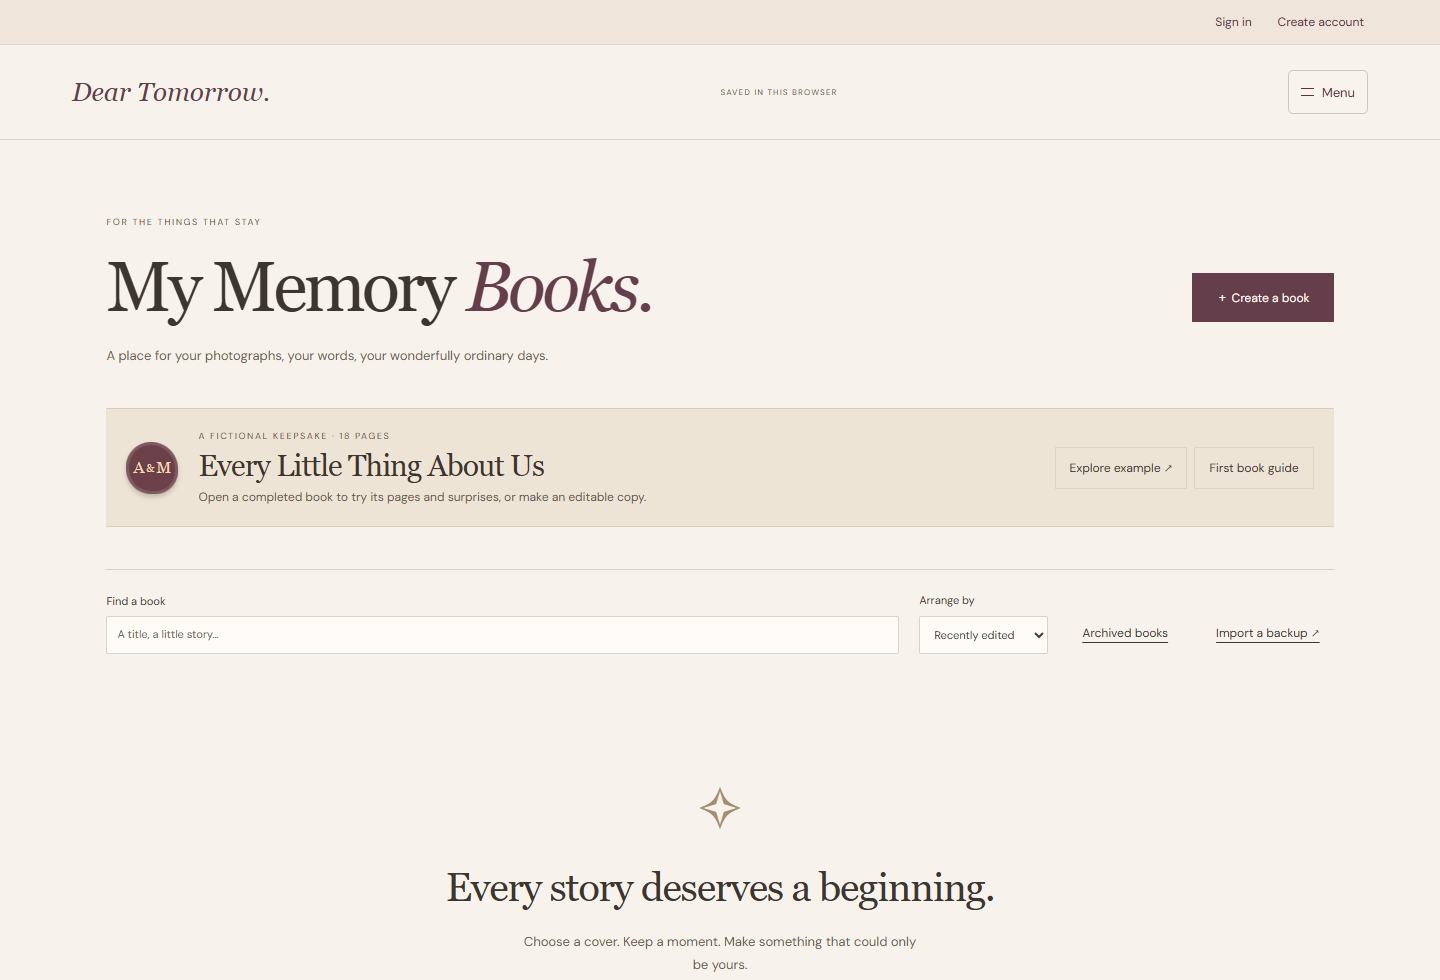 Sign in Create account
Dear Tomorrow.
SAVED IN THIS BROWSER
Menu
FOR THE THINGS THAT STAY
My Memory Books.
+ Create a book
A place for your photographs, your words, your wonderfully ordinary days.
A&M
A FICTIONAL KEEPSAKE · 18 PAGES
Every Little Thing About Us
Open a completed book to try its pages and surprises, or make an editable copy.
Explore example ↗
First book guide
Find a book
A title, a little story…
Arrange by
Recently edited
Archived books
Import a backup ↗
Every story deserves a beginning.
Choose a cover. Keep a moment. Make something that could only
be yours.